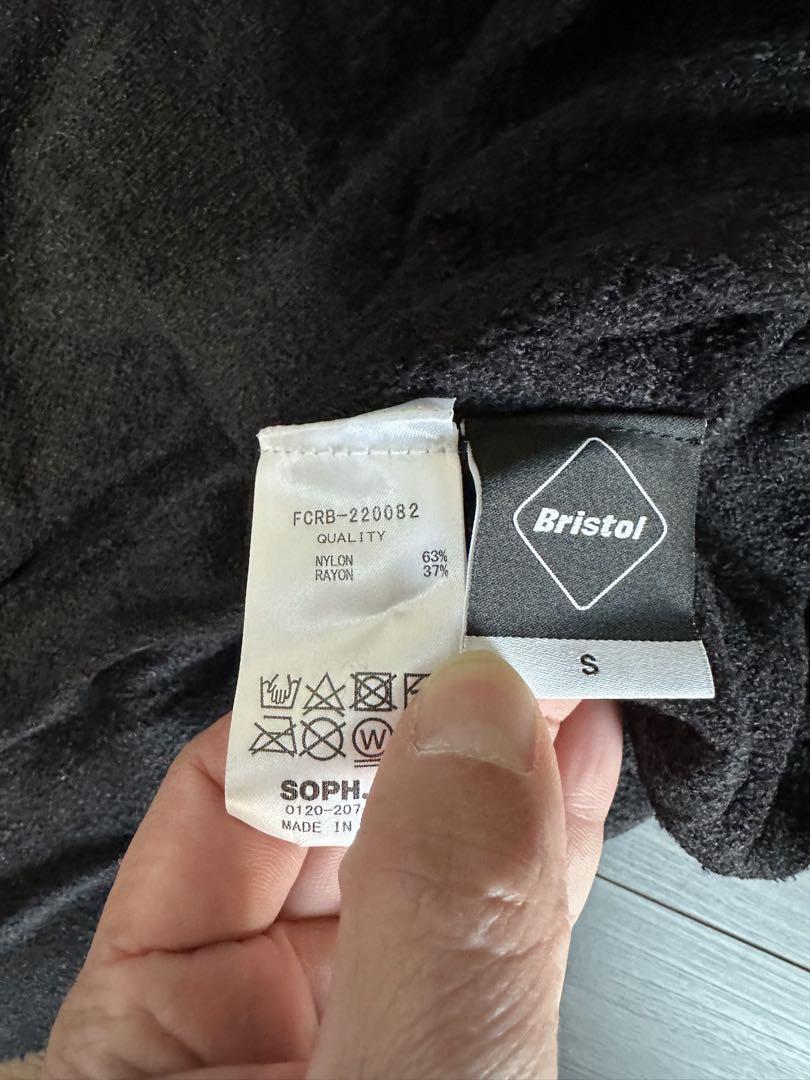 FCRB-220082
QUALITY
NYLON 63%
RAYON 37%
W
SOPH.
0120-207
MADE IN
Bristol
S